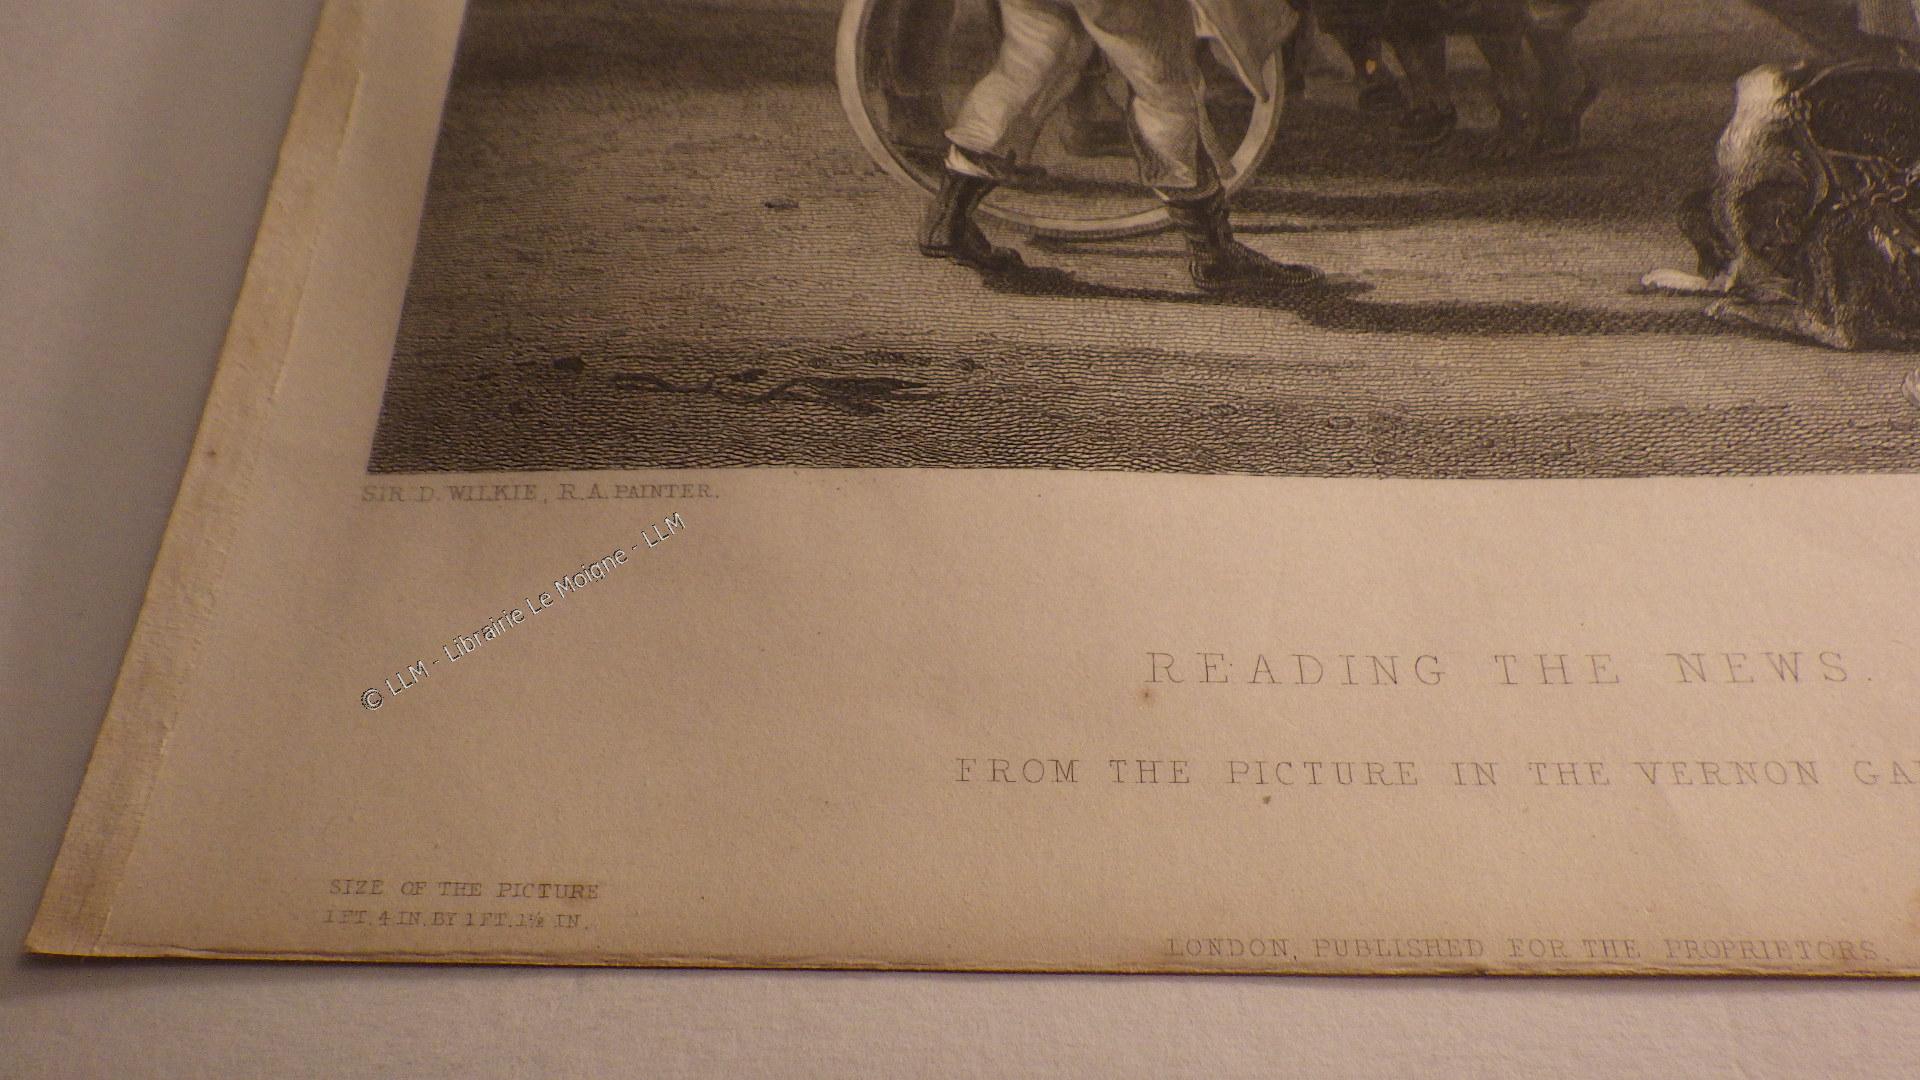 SIR D. WILKIE, R.A. PAINTER.
© LLM - Librairie Le Moigne - LLM
READING THE NEWS.
FROM THE PICTURE IN THE VERNON
SIZE OF THE PICTURE
1 FT. 4 IN. BY 1 FT. 1½ IN.
LONDON, PUBLISHED FOR THE PROPRIETORS.